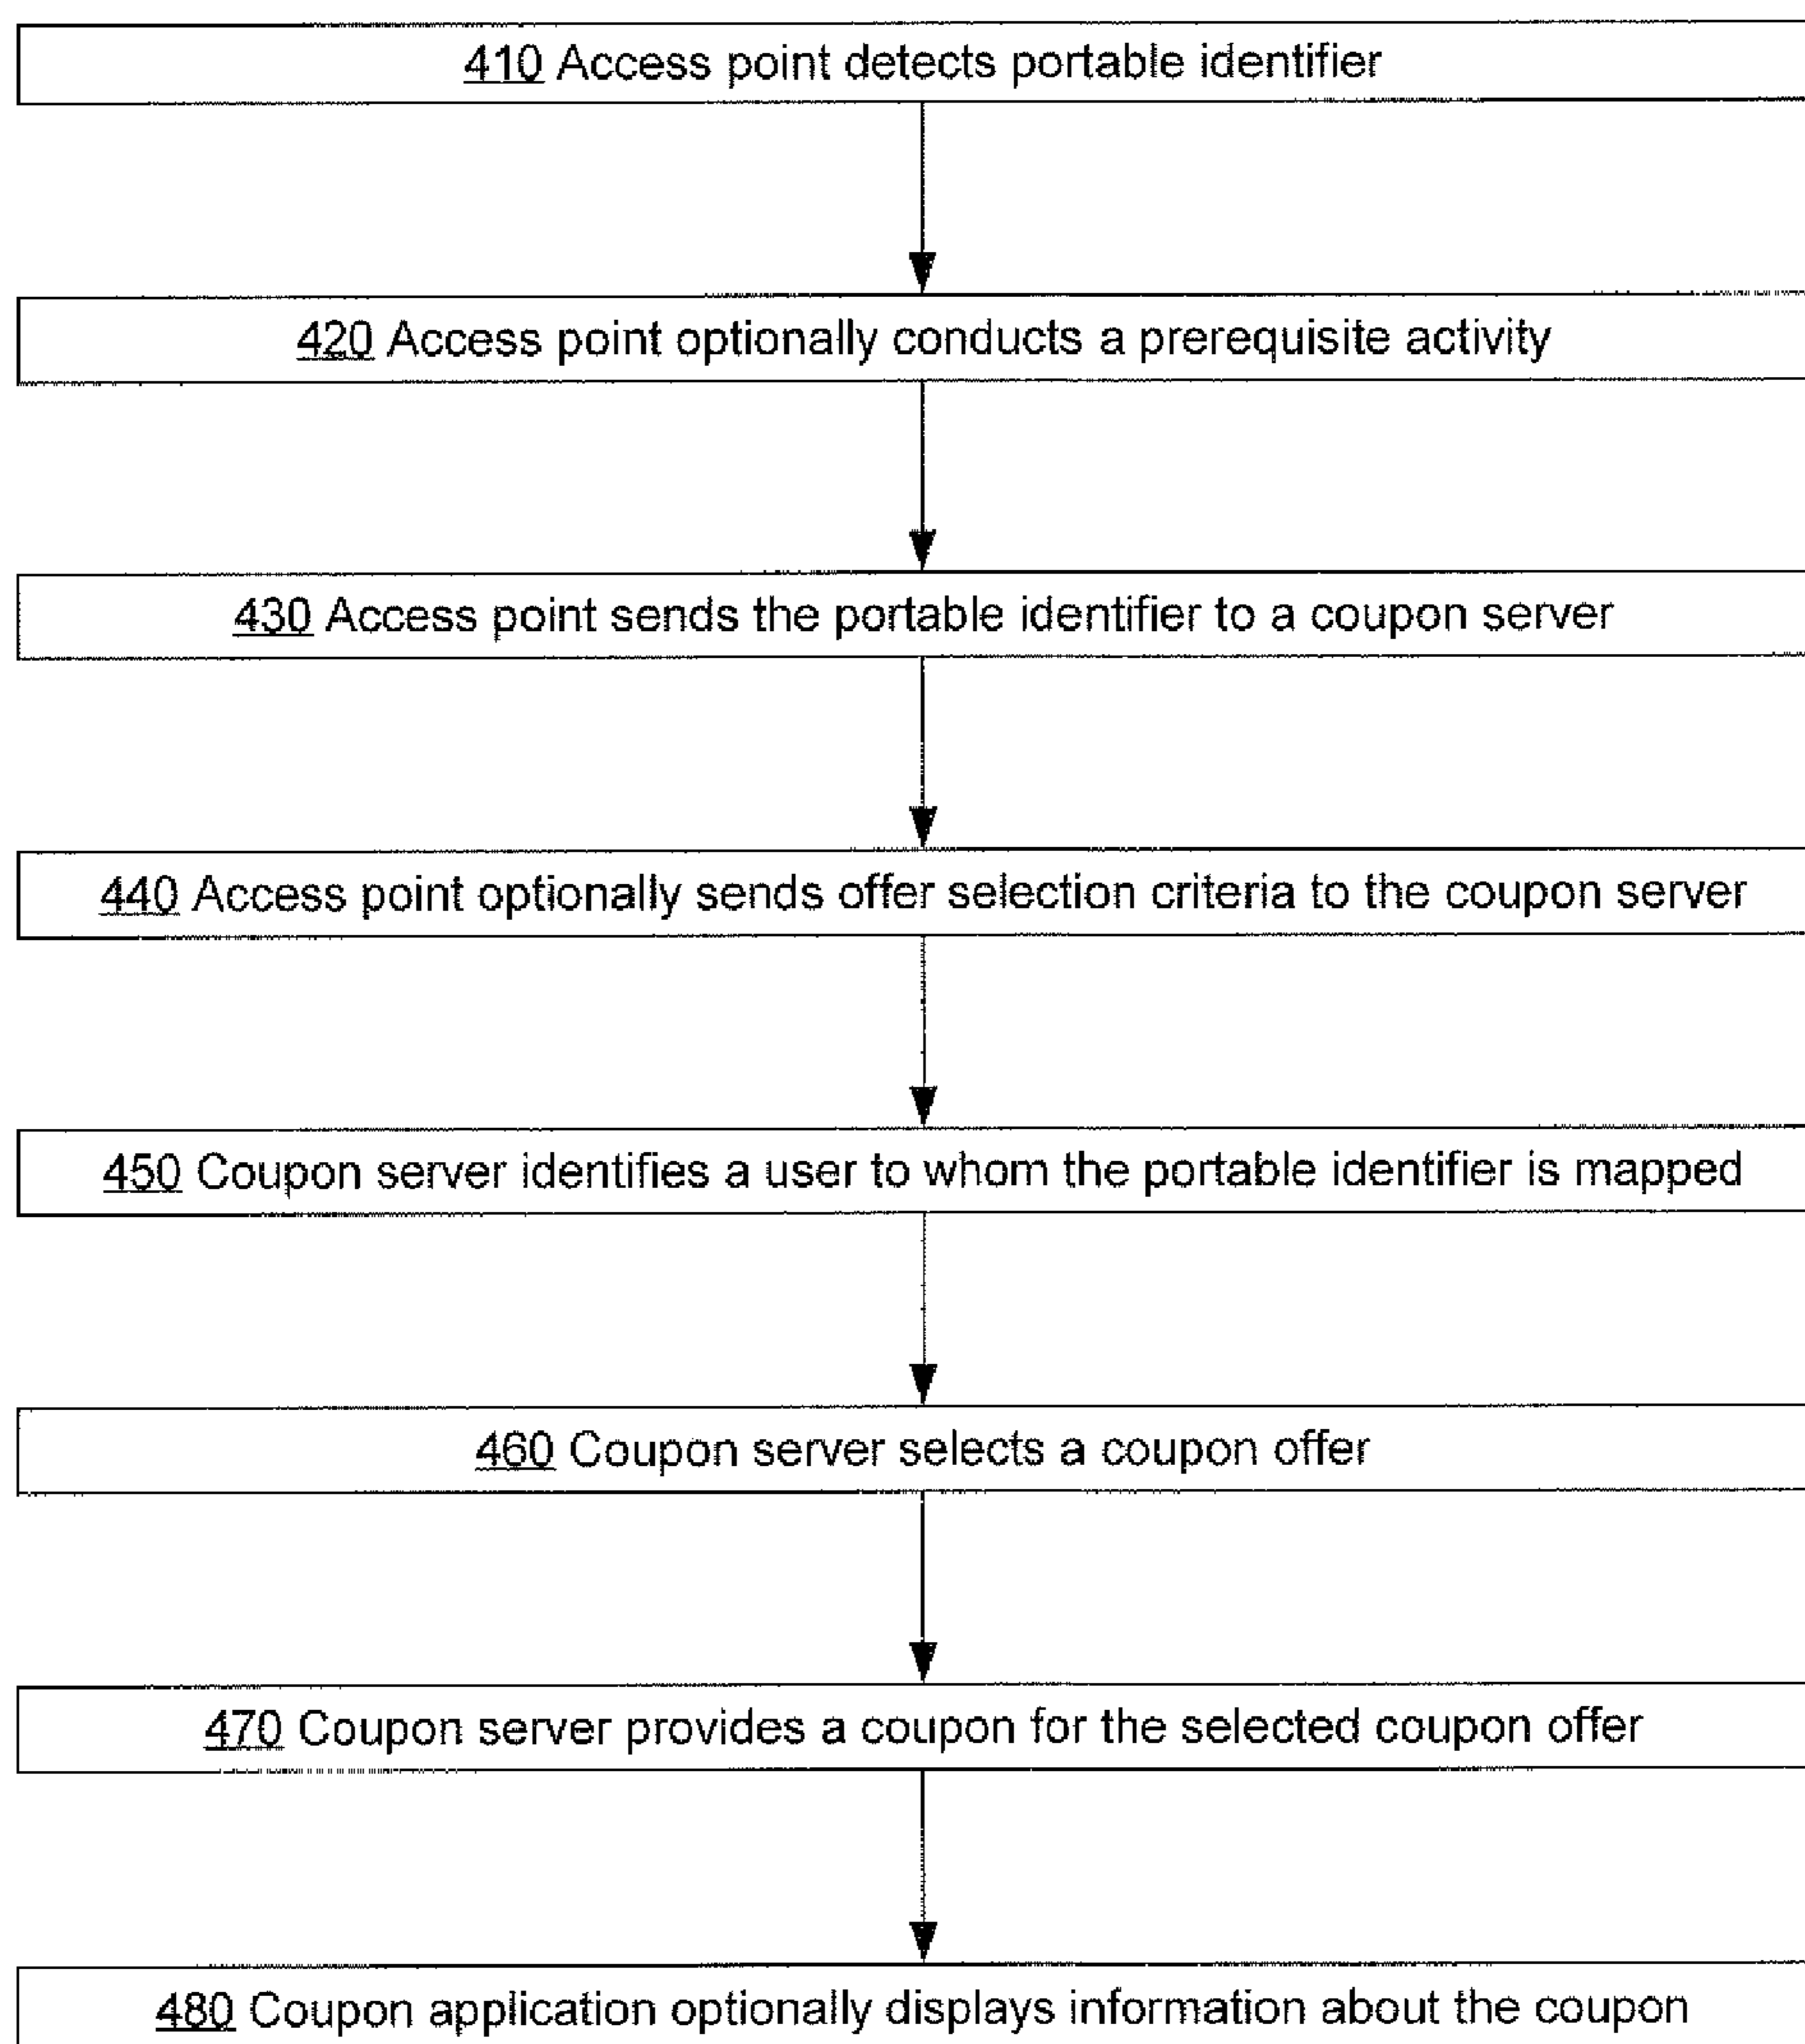 410 Access point detects portable identifier
420 Access point optionally conducts a prerequisite activity
430 Access point sends the portable identifier to a coupon server
440 Access point optionally sends offer selection criteria to the coupon server
450 Coupon server identifies a user to whom the portable identifier is mapped
460 Coupon server selects a coupon offer
470 Coupon server provides a coupon for the selected coupon offer
480 Coupon application optionally displays information about the coupon